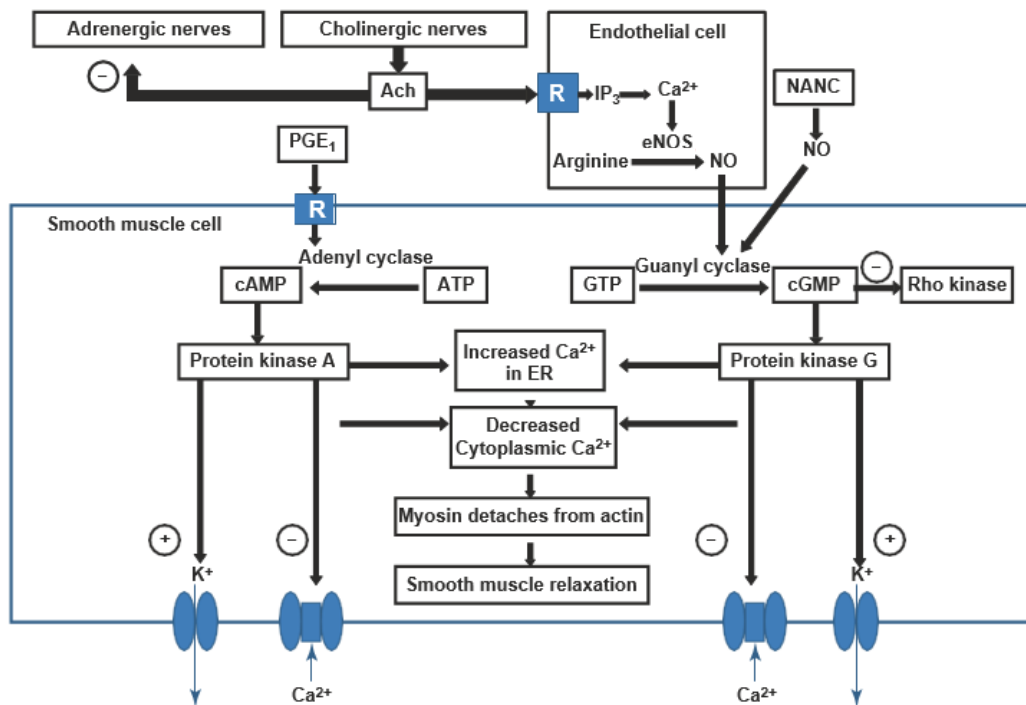 Adrenergic nerves
Cholinergic nerves
Endothelial cell
−
Ach
R
IP₃
Ca²⁺
NANC
eNOS
PGE₁
Arginine
NO
NO
R
Smooth muscle cell
Adenyl cyclase
Guanyl cyclase
−
cAMP
ATP
GTP
cGMP
Rho kinase
Protein kinase A
Increased Ca²⁺
in ER
Protein kinase G
Decreased
Cytoplasmic Ca²⁺
Myosin detaches from actin
+
−
−
+
K⁺
Smooth muscle relaxation
K⁺
Ca²⁺
Ca²⁺